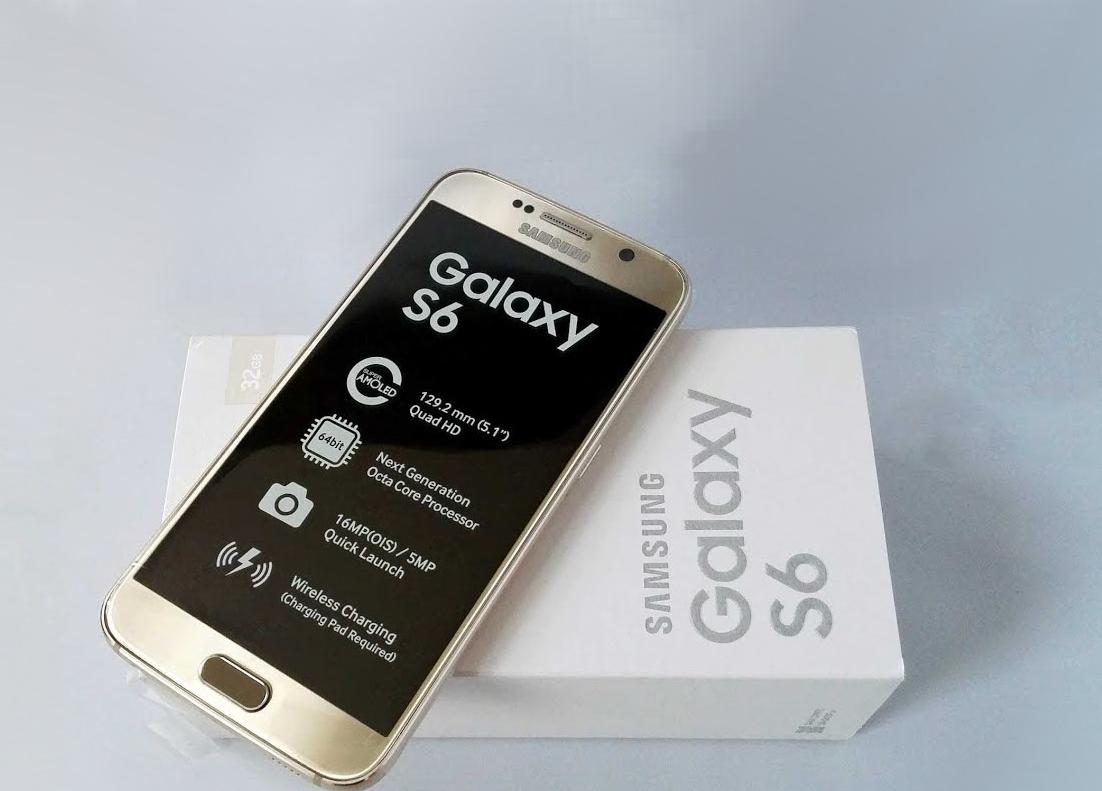 SAMSUNG
Galaxy
S6
SUPER
AMOLED
129.2 mm (5.1")
Quad HD
64bit
Next Generation
Octa Core Processor
16MP(OIS) / 5MP
Quick Launch
Wireless Charging
(Charging Pad Required)
32GB
SAMSUNG
Galaxy
S6